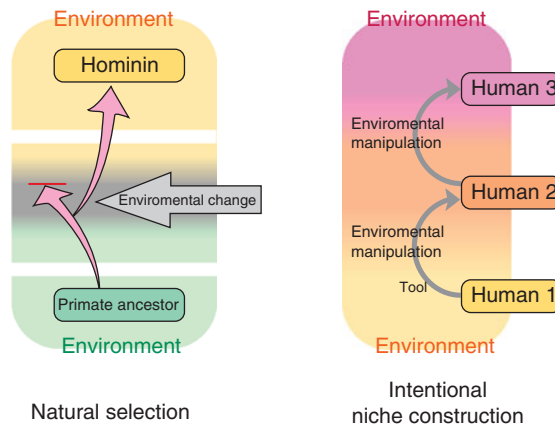 Environment
Hominin
Enviromental change
Primate ancestor
Environment
Natural selection
Environment
Human 3
Enviromental
manipulation
Human 2
Enviromental
manipulation
Tool
Human 1
Environment
Intentional
niche construction